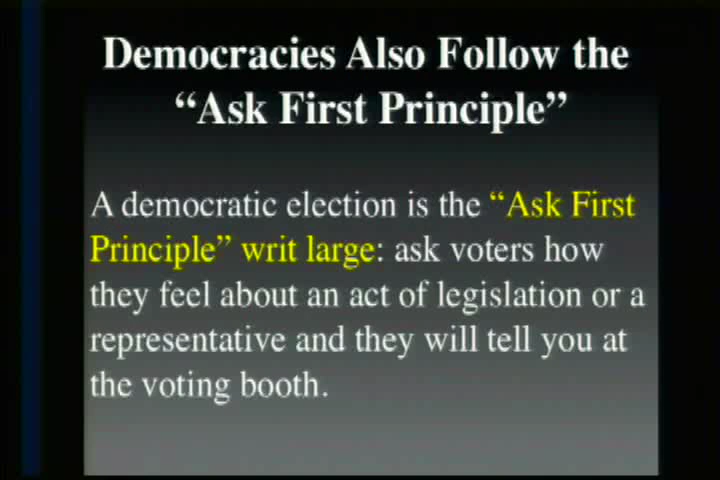 Democracies Also Follow the
“Ask First Principle”
A democratic election is the “Ask First
Principle” writ large: ask voters how
they feel about an act of legislation or a
representative and they will tell you at
the voting booth.